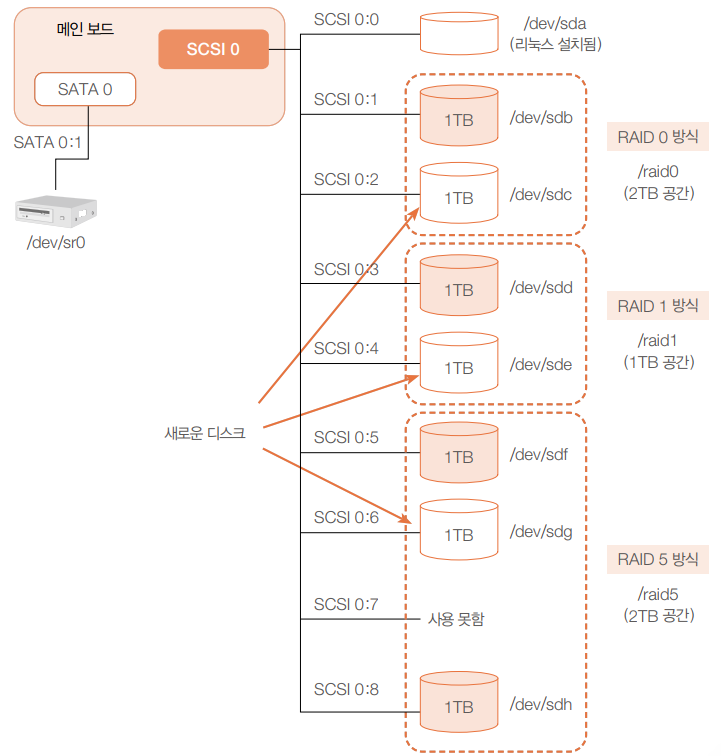 메인 보드
SCSI 0
SATA 0
SATA 0:1
/dev/sr0
SCSI 0:0
/dev/sda
(리눅스 설치됨)
SCSI 0:1
1TB
/dev/sdb
SCSI 0:2
1TB
/dev/sdc
RAID 0 방식
/raid0
(2TB 공간)
SCSI 0:3
1TB
/dev/sdd
SCSI 0:4
1TB
/dev/sde
RAID 1 방식
/raid1
(1TB 공간)
새로운 디스크
SCSI 0:5
1TB
/dev/sdf
SCSI 0:6
1TB
/dev/sdg
SCSI 0:7
사용 못함
SCSI 0:8
1TB
/dev/sdh
RAID 5 방식
/raid5
(2TB 공간)